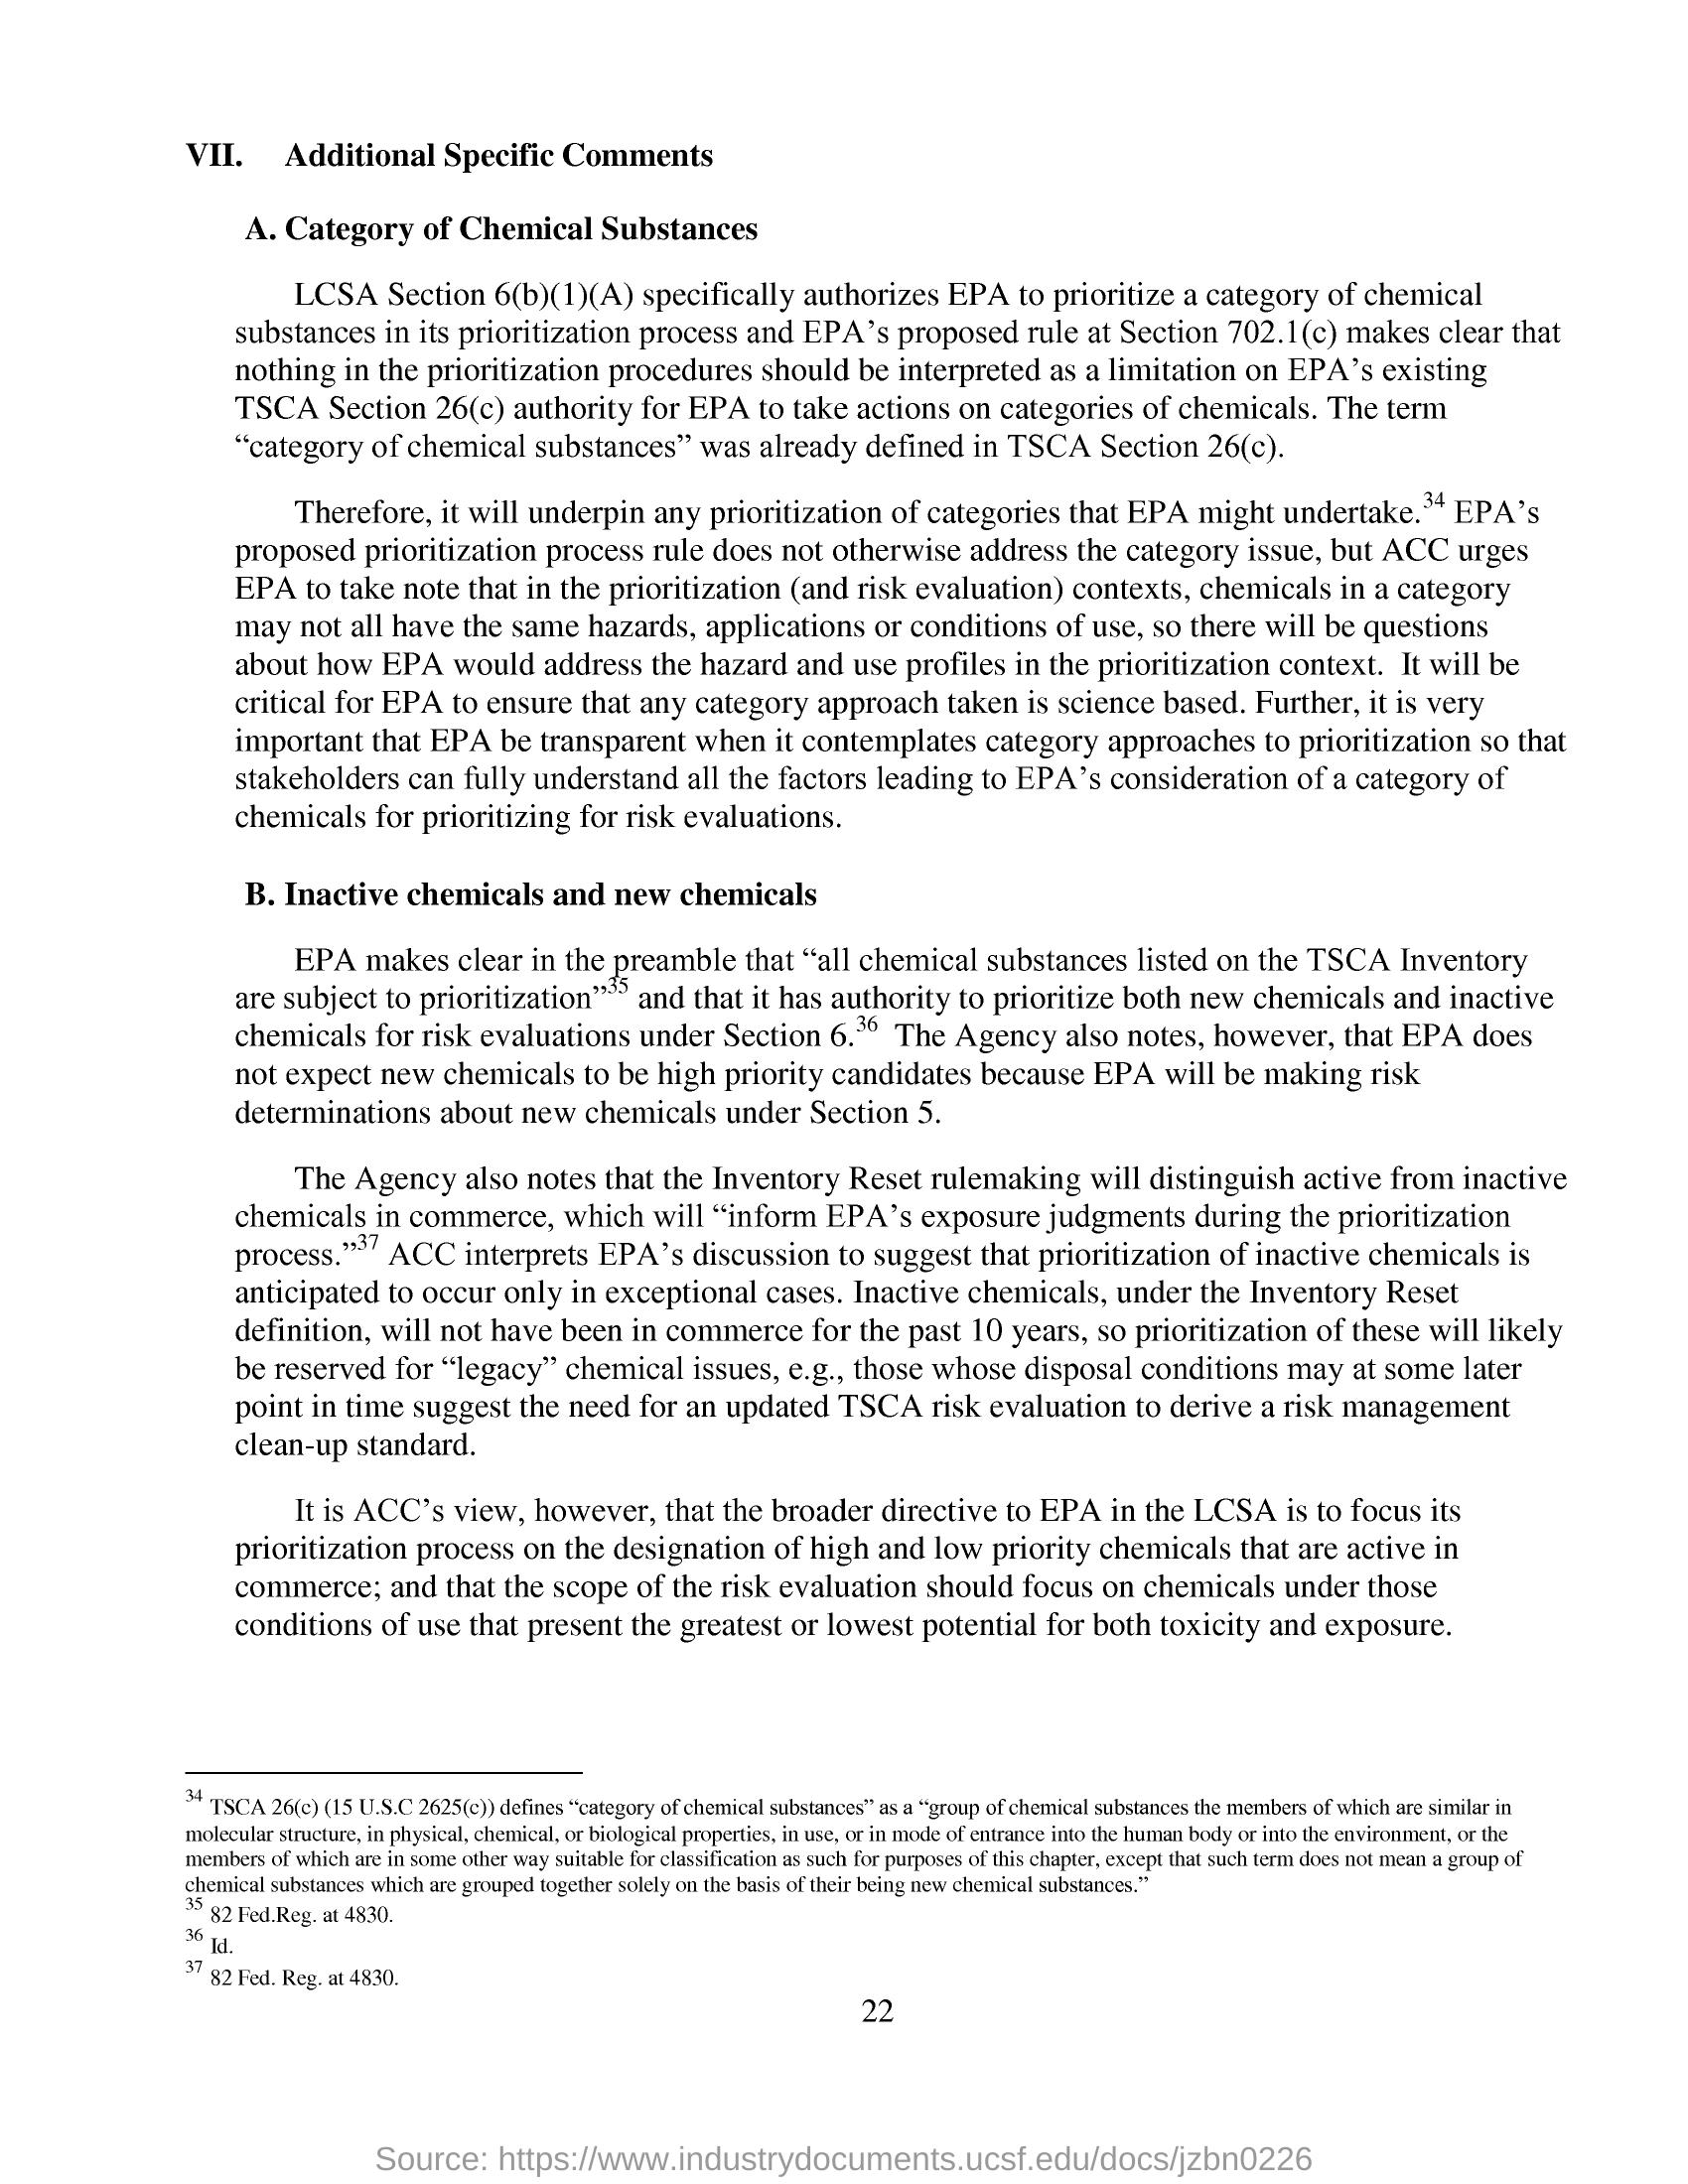 VII. Additional Specific Comments
A. Category of Chemical Substances
LCSA Section 6(b)(1)(A) specifically authorizes EPA to prioritize a category of chemical
substances in its prioritization process and EPA’s proposed rule at Section 702.1(c) makes clear that
nothing in the prioritization procedures should be interpreted as a limitation on EPA’s existing
TSCA Section 26(c) authority for EPA to take actions on categories of chemicals. The term
“category of chemical substances” was already defined in TSCA Section 26(c).
Therefore, it will underpin any prioritization of categories that EPA might undertake.34 EPA’s
proposed prioritization process rule does not otherwise address the category issue, but ACC urges
EPA to take note that in the prioritization (and risk evaluation) contexts, chemicals in a category
may not all have the same hazards, applications or conditions of use, so there will be questions
about how EPA would address the hazard and use profiles in the prioritization context. It will be
critical for EPA to ensure that any category approach taken is science based. Further, it is very
important that EPA be transparent when it contemplates category approaches to prioritization so that
stakeholders can fully understand all the factors leading to EPA’s consideration of a category of
chemicals for prioritizing for risk evaluations.
B. Inactive chemicals and new chemicals
EPA makes clear in the preamble that “all chemical substances listed on the TSCA Inventory
are subject to prioritization”35 and that it has authority to prioritize both new chemicals and inactive
chemicals for risk evaluations under Section 6.36 The Agency also notes, however, that EPA does
not expect new chemicals to be high priority candidates because EPA will be making risk
determinations about new chemicals under Section 5.
The Agency also notes that the Inventory Reset rulemaking will distinguish active from inactive
chemicals in commerce, which will “inform EPA’s exposure judgments during the prioritization
process.”37 ACC interprets EPA’s discussion to suggest that prioritization of inactive chemicals is
anticipated to occur only in exceptional cases. Inactive chemicals, under the Inventory Reset
definition, will not have been in commerce for the past 10 years, so prioritization of these will likely
be reserved for “legacy” chemical issues, e.g., those whose disposal conditions may at some later
point in time suggest the need for an updated TSCA risk evaluation to derive a risk management
clean-up standard.
It is ACC’s view, however, that the broader directive to EPA in the LCSA is to focus its
prioritization process on the designation of high and low priority chemicals that are active in
commerce; and that the scope of the risk evaluation should focus on chemicals under those
conditions of use that present the greatest or lowest potential for both toxicity and exposure.
34 TSCA 26(c) (15 U.S.C 2625(c)) defines “category of chemical substances” as a “group of chemical substances the members of which are similar in
molecular structure, in physical, chemical, or biological properties, in use, or in mode of entrance into the human body or into the environment, or the
members of which are in some other way suitable for classification as such for purposes of this chapter, except that such term does not mean a group of
chemical substances which are grouped together solely on the basis of their being new chemical substances.”
35 82 Fed.Reg. at 4830.
36 Id.
37 82 Fed. Reg. at 4830.
22
Source: https://www.industrydocuments.ucsf.edu/docs/jzbn0226